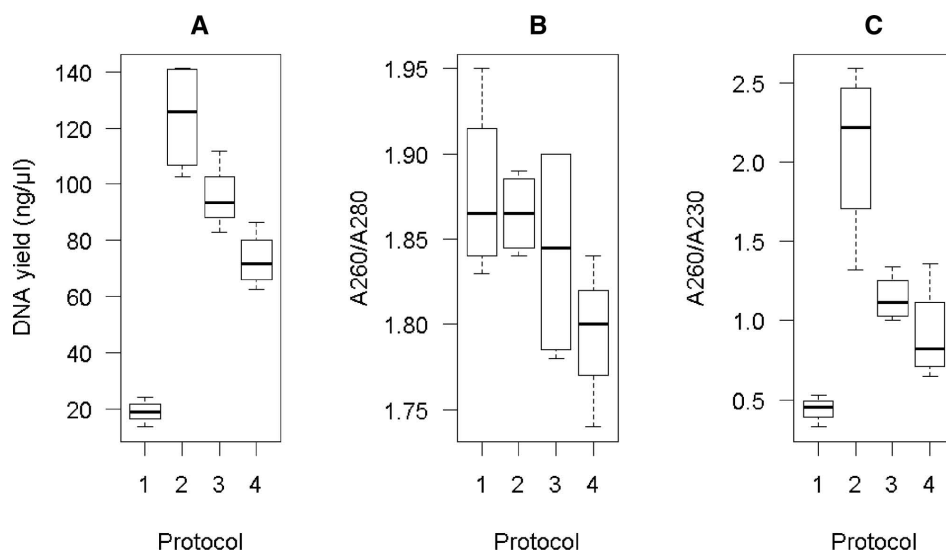 A
DNA yield (ng/µl)
140
120
100
80
60
40
20
1 2 3 4
Protocol
B
A260/A280
1.95
1.90
1.85
1.80
1.75
1 2 3 4
Protocol
C
A260/A230
2.5
2.0
1.5
1.0
0.5
1 2 3 4
Protocol